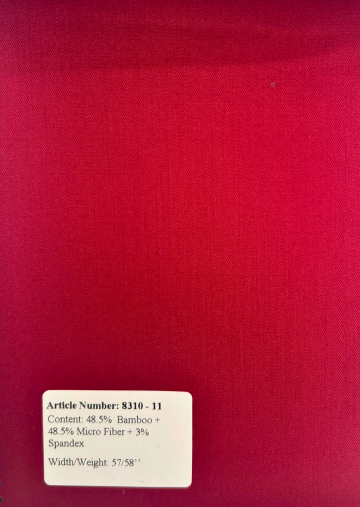 Article Number: 8310 - 11
Content: 48.5% Bamboo +
48.5% Micro Fiber + 3%
Spandex
Width/Weight: 57/58''